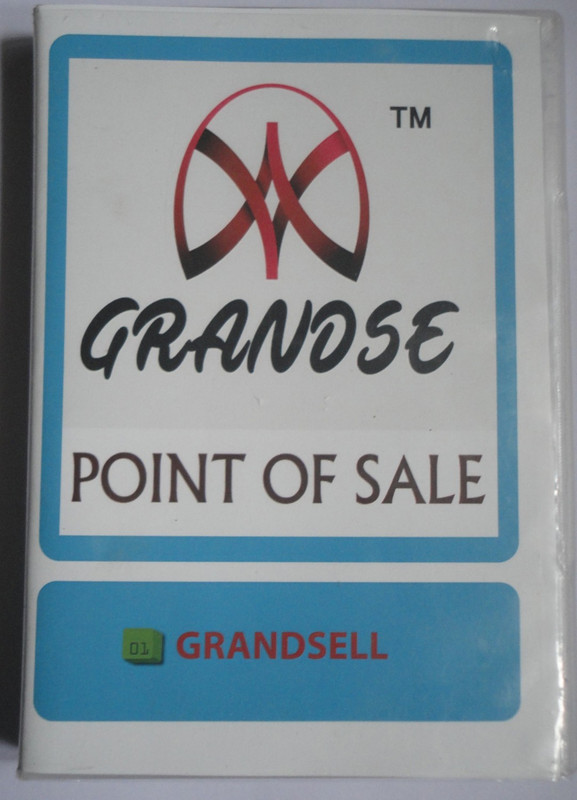 TM
GRANDSE
POINT OF SALE
01 GRANDSELL